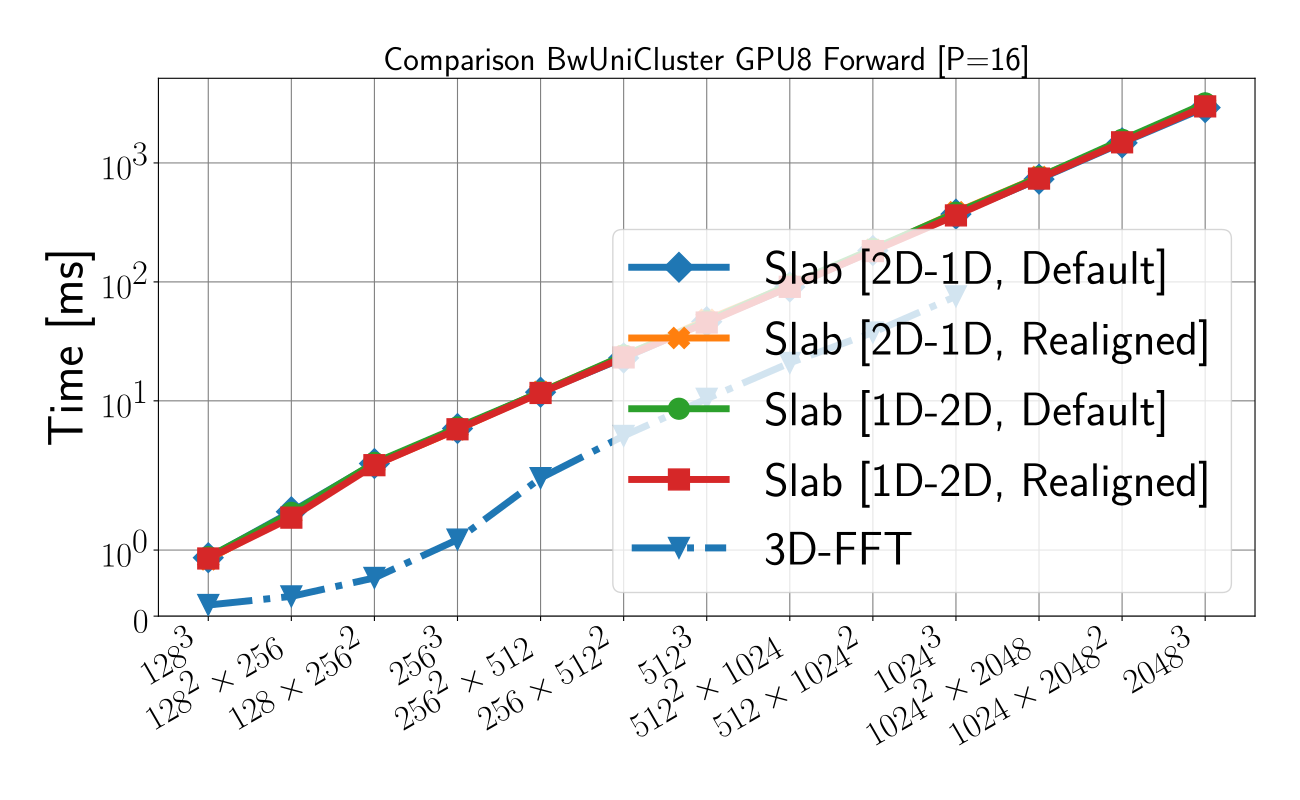 Comparison BwUniCluster GPU8 Forward [P=16]
Time [ms]
10³
10²
10¹
10⁰
0
Slab [2D-1D, Default]
Slab [2D-1D, Realigned]
Slab [1D-2D, Default]
Slab [1D-2D, Realigned]
3D-FFT
128³
128² × 256
128 × 256²
256³
256² × 512
256 × 512²
512³
512² × 1024
512 × 1024²
1024³
1024² × 2048
1024 × 2048²
2048³